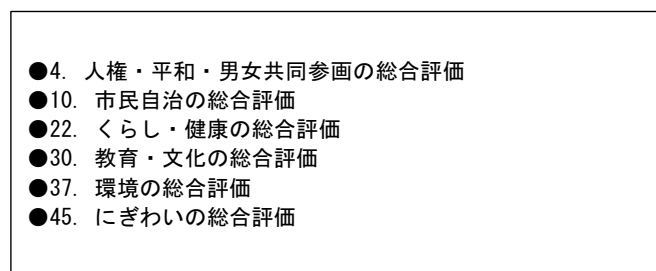 ●4. 人権・平和・男女共同参画の総合評価
●10. 市民自治の総合評価
●22. くらし・健康の総合評価
●30. 教育・文化の総合評価
●37. 環境の総合評価
●45. にぎわいの総合評価